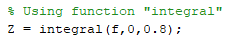 % Using function "integral"
Z = integral(f,0,0.8);